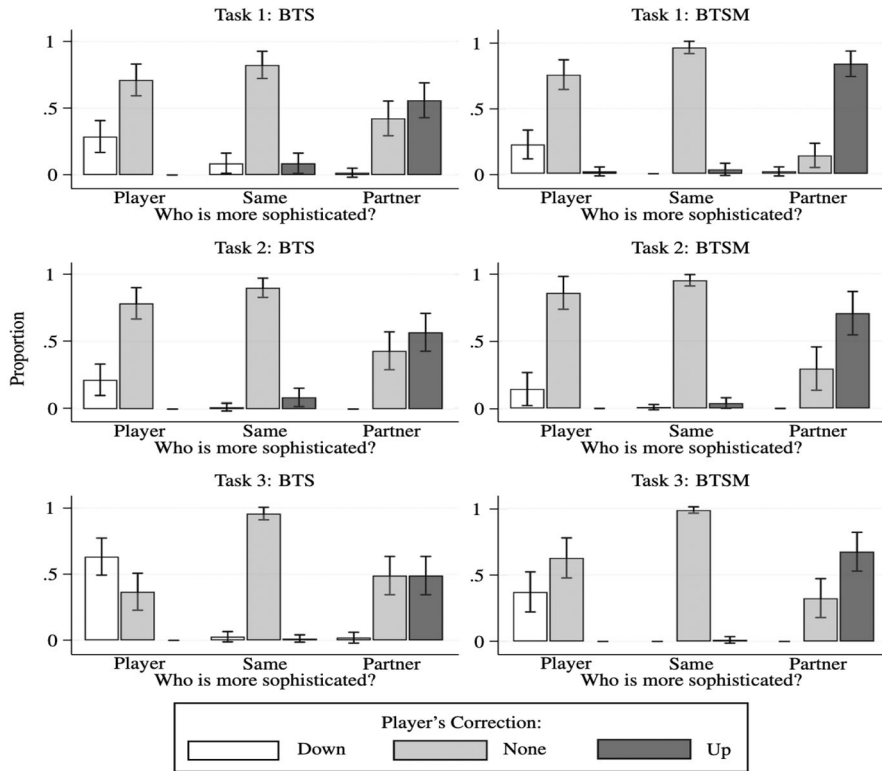 Task 1: BTS
Task 1: BTSM
1
.5
0
Player Same Partner
Who is more sophisticated?
1
.5
0
Player Same Partner
Who is more sophisticated?
Task 2: BTS
Task 2: BTSM
Proportion
1
.5
0
Player Same Partner
Who is more sophisticated?
1
.5
0
Player Same Partner
Who is more sophisticated?
Task 3: BTS
Task 3: BTSM
1
.5
0
Player Same Partner
Who is more sophisticated?
1
.5
0
Player Same Partner
Who is more sophisticated?
Player's Correction:
Down None Up